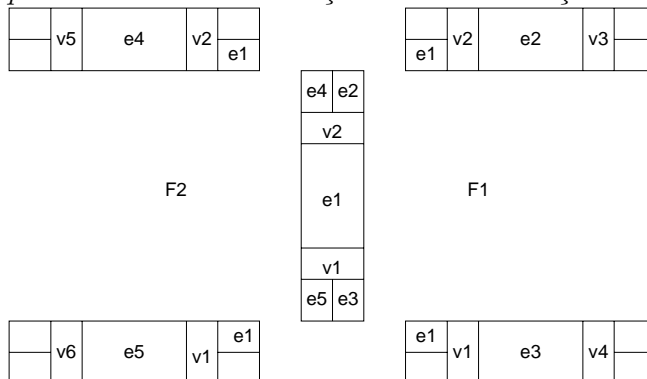 v5 e4 v2 e1
v2 e1 e2 v3
e4 e2
v2
F2 e1 F1
v1
e5 e3
v6 e5 v1 e1
e1 v1 e3 v4